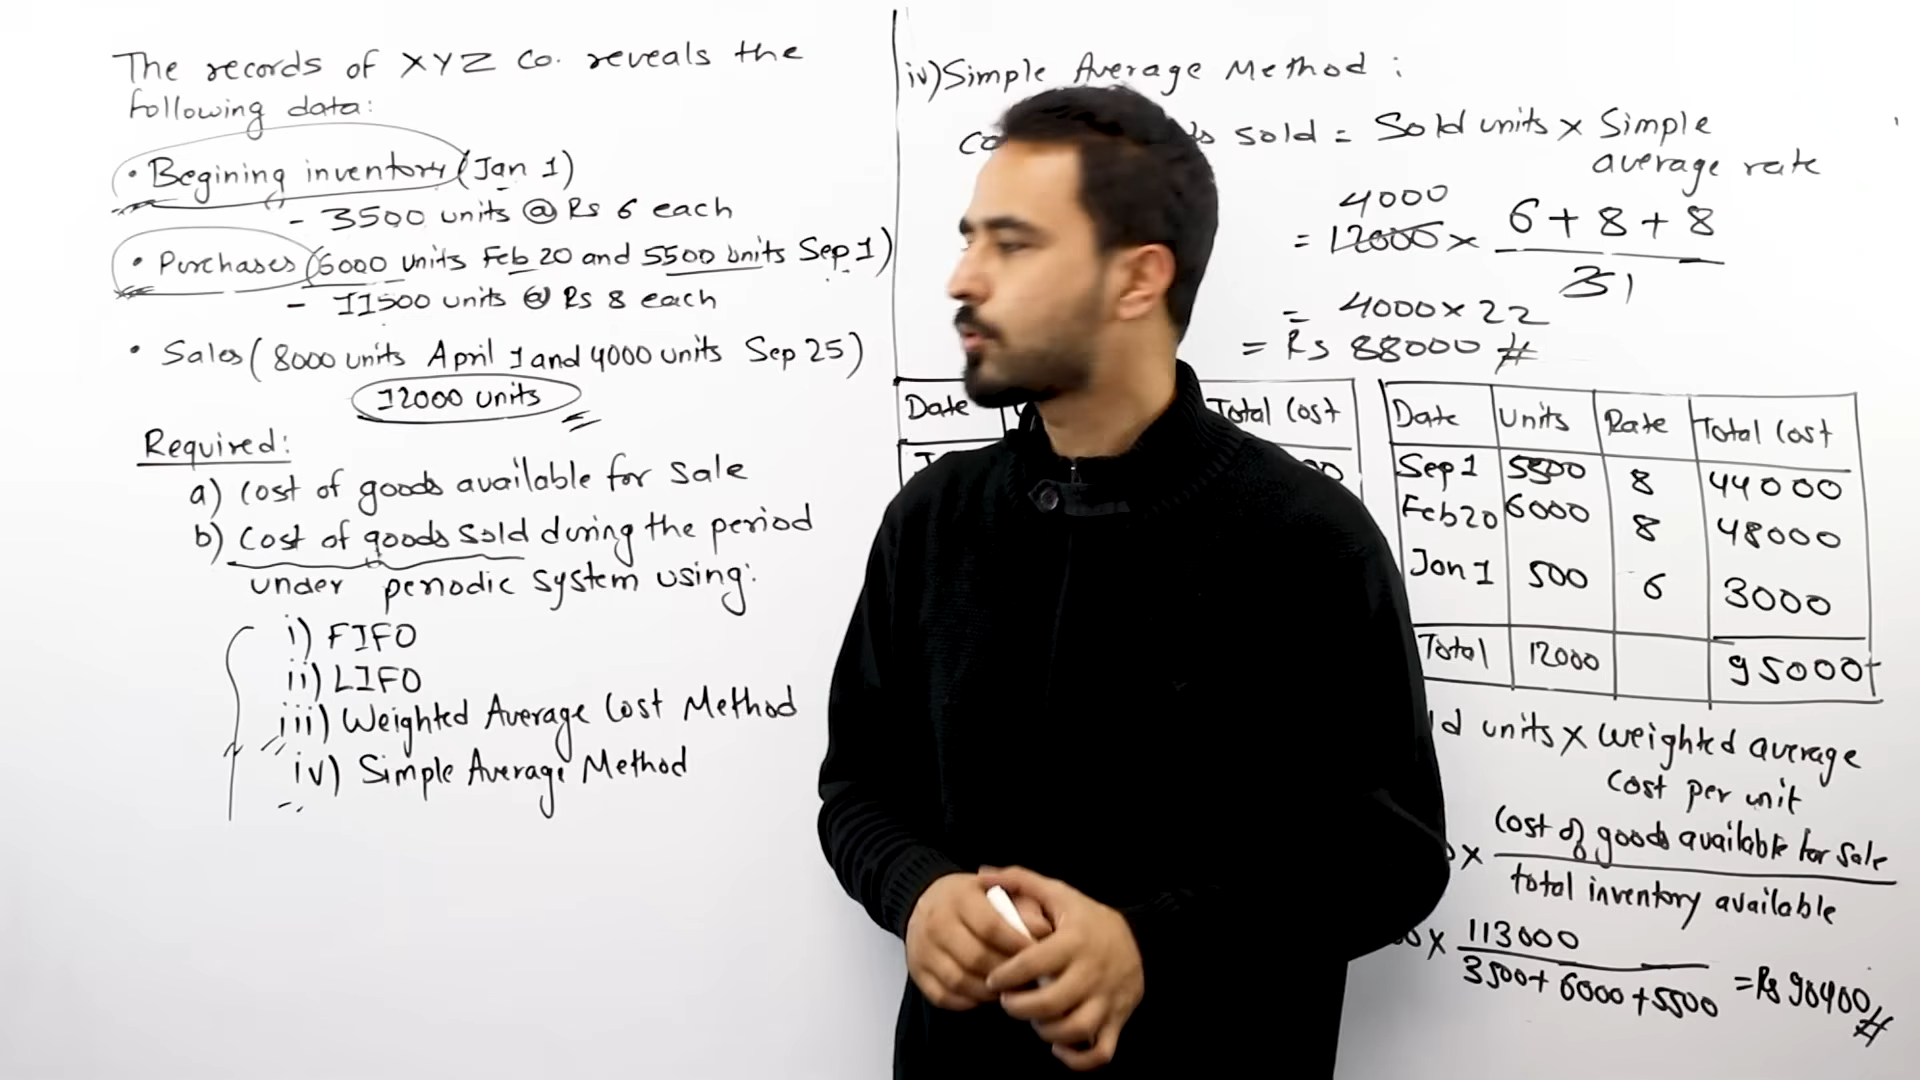 The records of XYZ Co. reveals the
following data:
• Begining inventory (Jan 1)
- 3500 units @ Rs 6 each
• Purchases (6000 units Feb 20 and 5500 units Sep 1)
- 11500 units @ Rs 8 each
• Sales (8000 units April 1 and 4000 units Sep 25)
12000 units
Required:
a) Cost of goods available for sale
b) Cost of goods sold during the period
under periodic system using:
i) FIFO
ii) LIFO
iii) Weighted Average Cost Method
iv) Simple Average Method
iv) Simple Average Method :
sold = Sold units × Simple
average rate
4000
= 12000 × 6 + 8 + 8
31
= 4000 × 22
= Rs 88000 #
Date Total Cost
Date Units Rate Total Cost
Sep 1 5500 8 44000
Feb 20 6000 8 48000
Jan 1 500 6 3000
Total 12000 95000
units × weighted average
Cost per unit
× Cost of goods available for sale
total inventory available
× 113000
3500 + 6000 + 5500 = Rs 90400 #